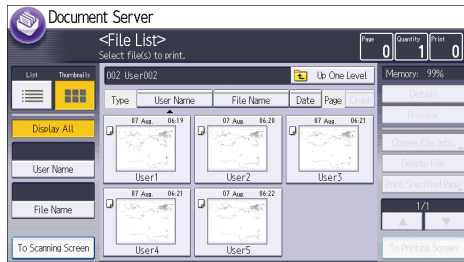 Document Server
<File List>
Select file(s) to print.
Page 0
Quantity 1
Print 0
List Thumbnails
002 User002
Up One Level
Memory: 99%
Type User Name File Name Date Page Order
Details
Preview
Display All
07 Aug. 06:19
07 Aug. 06:20
07 Aug. 06:21
User1
User2
User3
Change File Info.
Delete File
Print Specified Page
User Name
07 Aug. 06:21
07 Aug. 06:22
File Name
1/1
User4
User5
To Scanning Screen
To Printing Screen